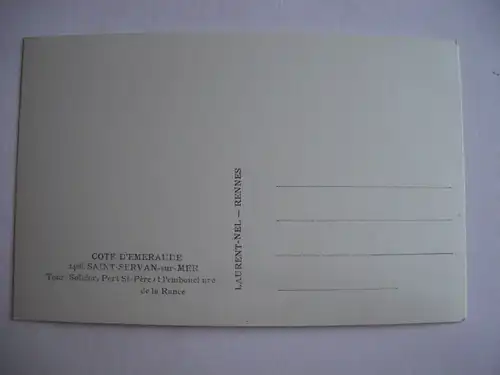 COTE D'EMERAUDE
SAINT-SERVAN-sur-MER
Tour Solidor, Port St-Père et l'embouchure
de la Rance
LAURENT-NEL — RENNES